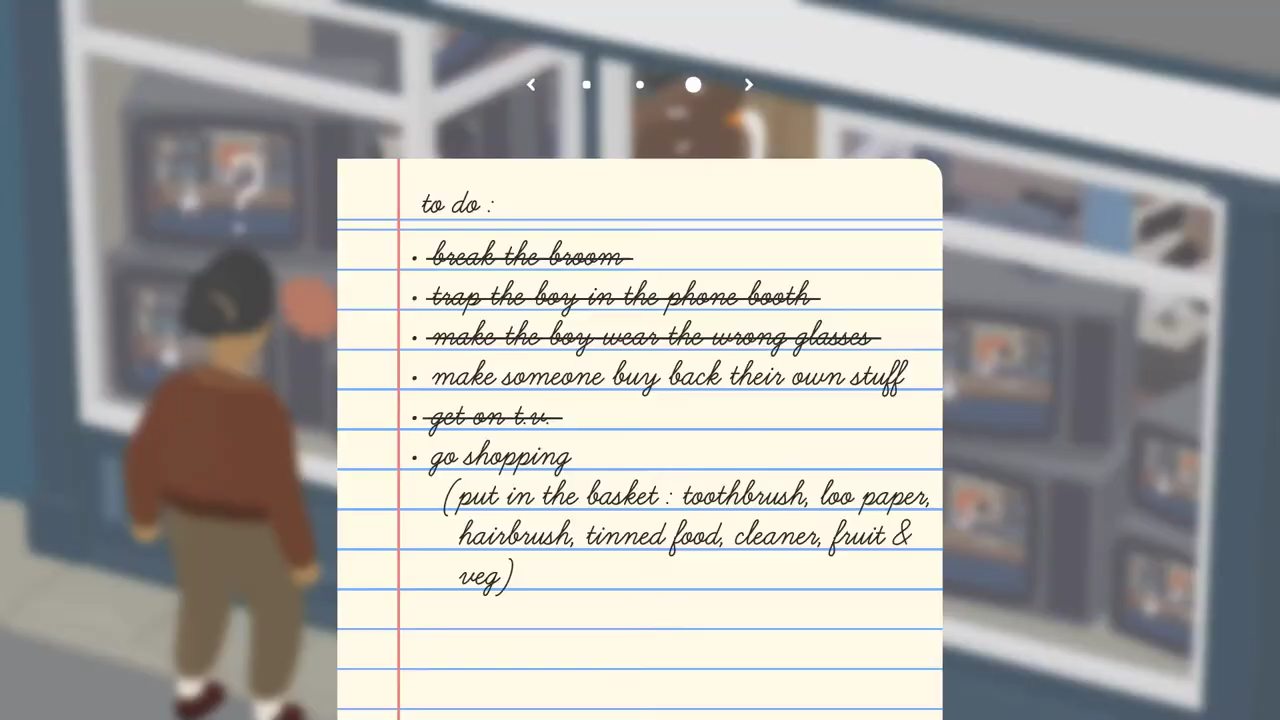 to do :
• break the broom
• trap the boy in the phone booth
• make the boy wear the wrong glasses
• make someone buy back their own stuff
• get on t.v.
• go shopping
(put in the basket : toothbrush, loo paper,
hairbrush, tinned food, cleaner, fruit &
veg)
?